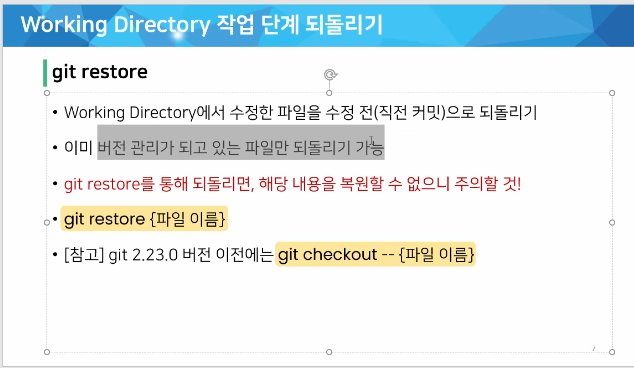 Working Directory 작업 단계 되돌리기
git restore
• Working Directory에서 수정한 파일을 수정 전(직전 커밋)으로 되돌리기
• 이미 버전 관리가 되고 있는 파일만 되돌리기 가능
• git restore를 통해 되돌리면, 해당 내용을 복원할 수 없으니 주의할 것!
• git restore {파일 이름}
• [참고] git 2.23.0 버전 이전에는 git checkout -- {파일 이름}
7